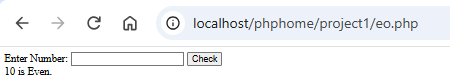 localhost/phphome/project1/eo.php
Enter Number: Check
10 is Even.